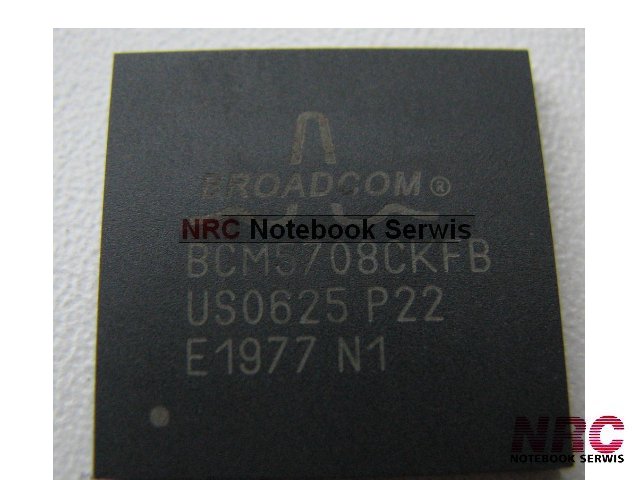 BROADCOM®
NRC Notebook Serwis
BCM5708CKFB
US0625 P22
E1977 N1
NRC
NOTEBOOK SERWIS